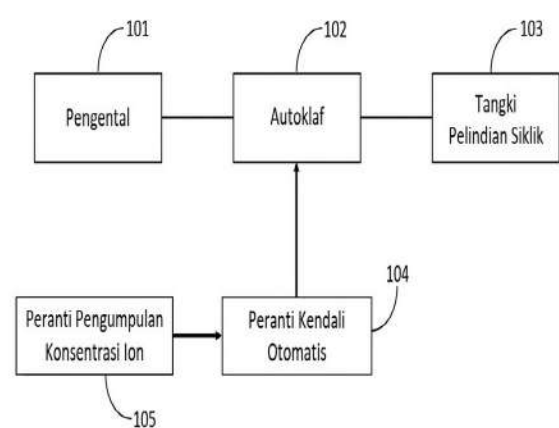 101
102
103
Pengental
Autoklaf
Tangki
Pelindian Siklik
104
Peranti Pengumpulan
Konsentrasi Ion
Peranti Kendali
Otomatis
105